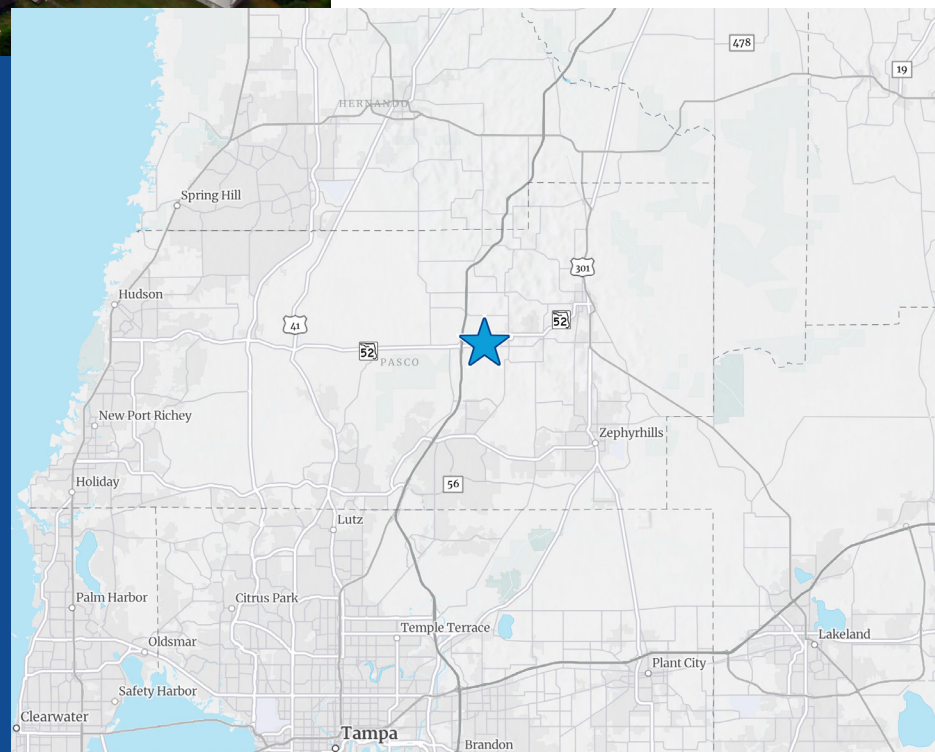 478
19
HERNANDO
Spring Hill
301
Hudson
41
52
52
PASCO
New Port Richey
Zephyrhills
Holiday
56
Lutz
Palm Harbor
Citrus Park
Temple Terrace
Oldsmar
Lakeland
Plant City
Safety Harbor
Clearwater
Tampa
Brandon